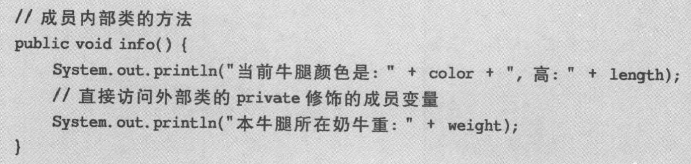 // 成员内部类的方法
public void info() {
    System.out.println("当前牛腿颜色是:" + color + ", 高:" + length);
    // 直接访问外部类的 private 修饰的成员变量
    System.out.println("本牛腿所在奶牛重:" + weight);
}